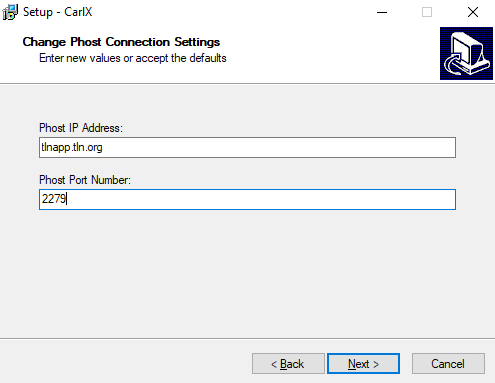 Setup - CarlX
Change Phost Connection Settings
Enter new values or accept the defaults
Phost IP Address:
tlnapp.tln.org
Phost Port Number:
2279
< Back
Next >
Cancel